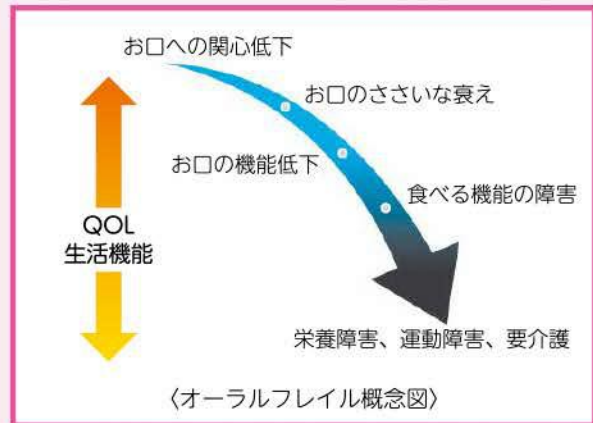 お口への関心低下
お口のささいな衰え
お口の機能低下
食べる機能の障害
QOL
生活機能
栄養障害、運動障害、要介護
〈オーラルフレイル概念図〉